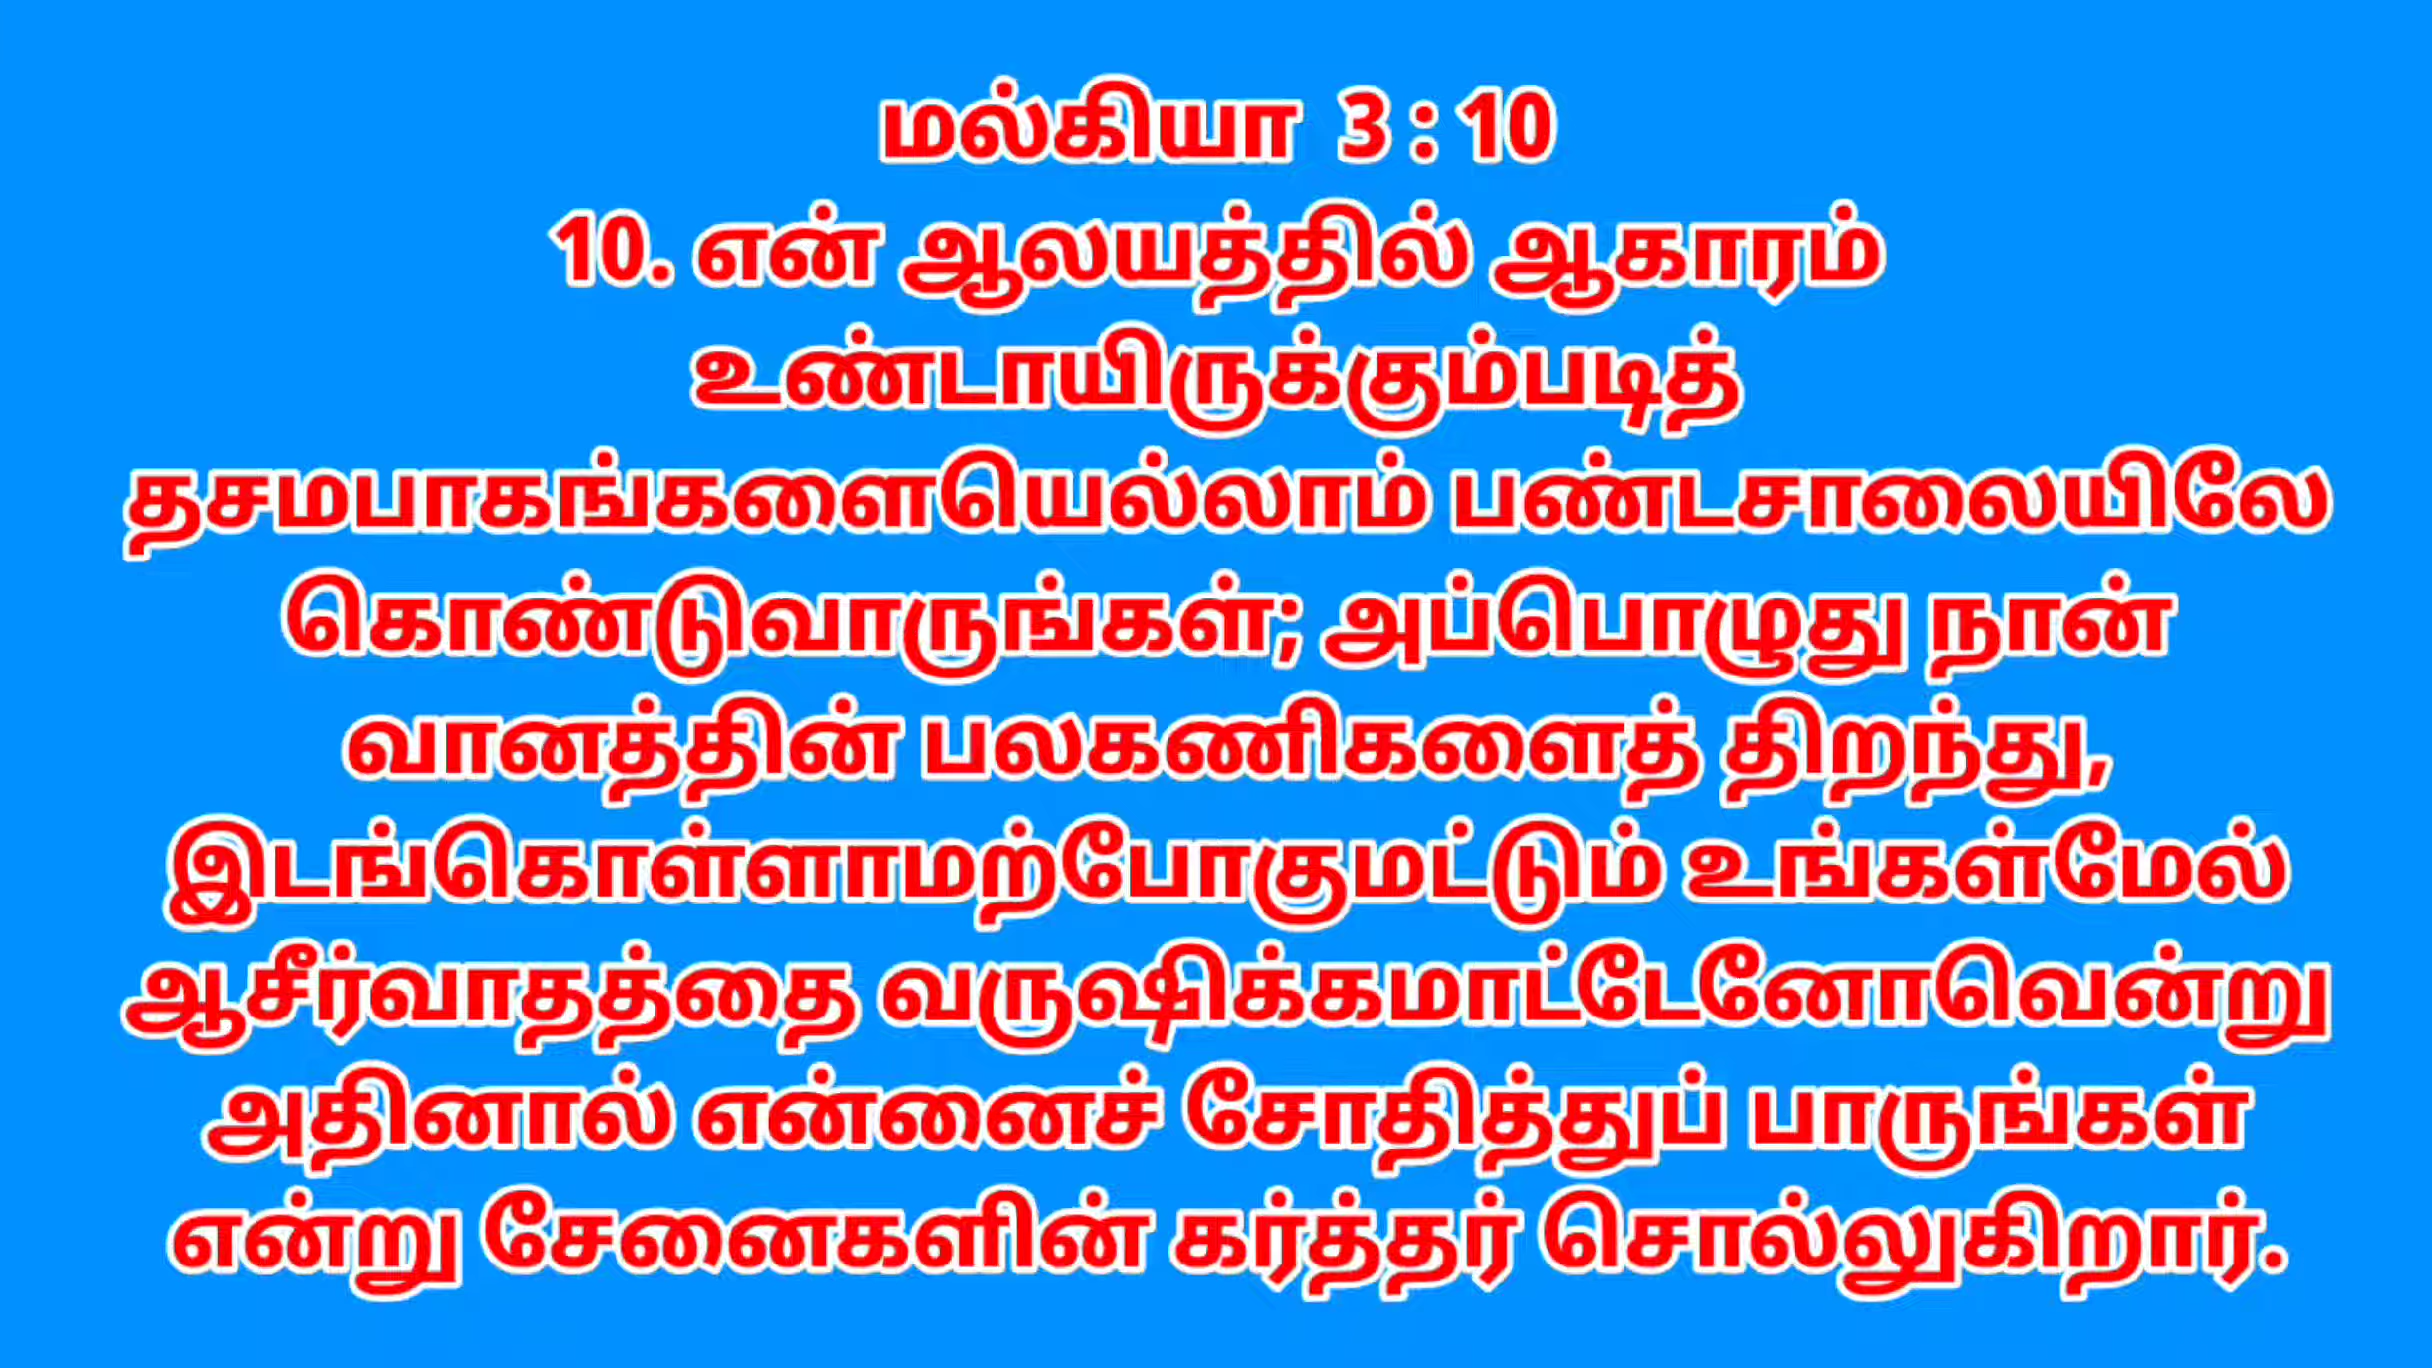 மல்கியா 3 : 10
10. என் ஆலயத்தில் ஆகாரம்
உண்டாயிருக்கும்படித்
தசமபாகங்களையெல்லாம் பண்டசாலையிலே
கொண்டுவாருங்கள்; அப்பொழுது நான்
வானத்தின் பலகணிகளைத் திறந்து,
இடங்கொள்ளாமற்போகுமட்டும் உங்கள்மேல்
ஆசீர்வாதத்தை வருஷிக்கமாட்டேனோவென்று
அதினால் என்னைச் சோதித்துப் பாருங்கள்
என்று சேனைகளின் கர்த்தர் சொல்லுகிறார்.